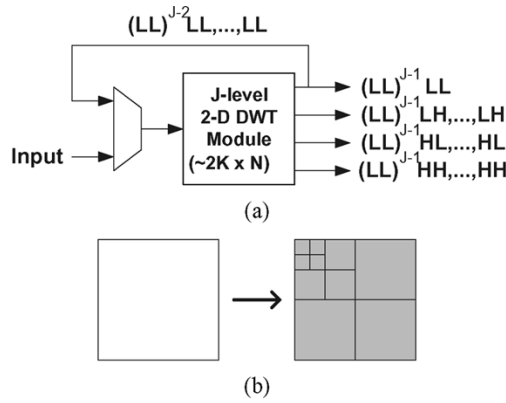 (LL)^J-2 LL,...,LL
J-level
2-D DWT
Module
(~2K x N)
Input
(LL)^J-1 LL
(LL)^J-1 LH,...,LH
(LL)^J-1 HL,...,HL
(LL)^J-1 HH,...,HH
(a)
(b)